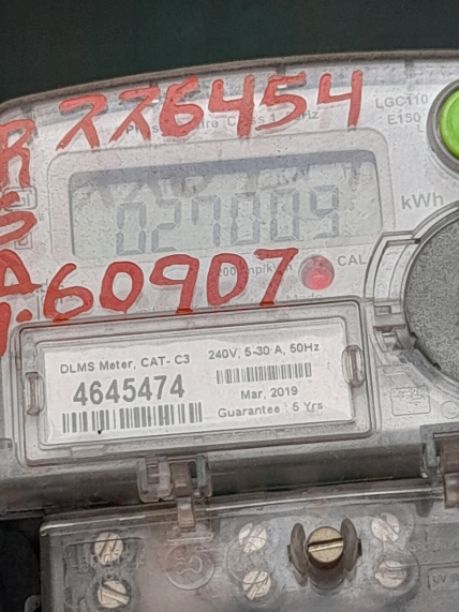 R 776454
LGC110
E150
S
027009
kWh
A
60907
CAL
DLMS Meter, CAT- C3
240V, 5-30 A, 50Hz
4645474
Mar, 2019
Guarantee : 5 Yrs.